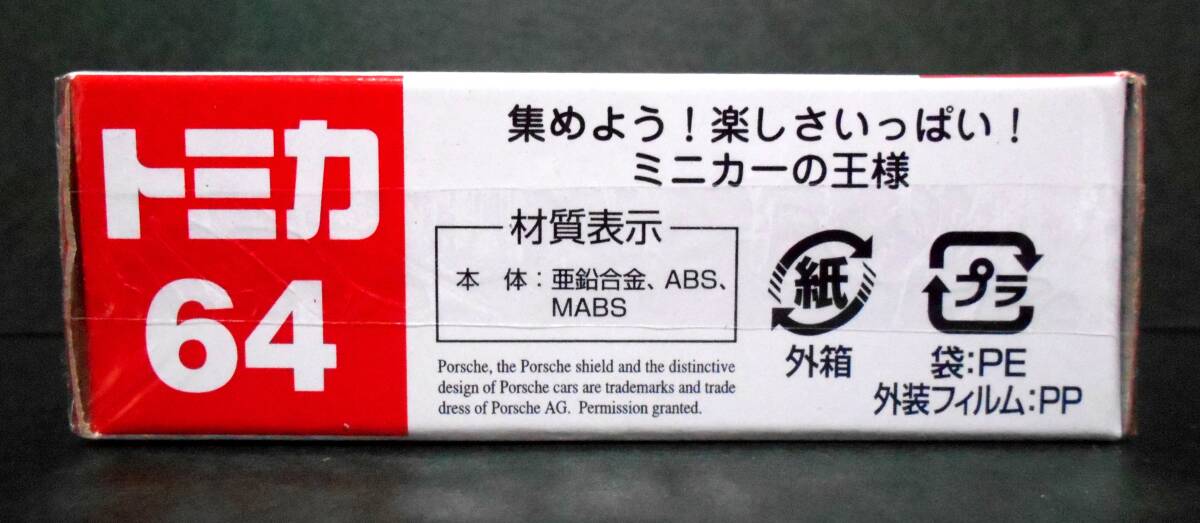 トミカ
64
集めよう！楽しさいっぱい！
ミニカーの王様
材質表示
本 体：亜鉛合金、ABS、
MABS
Porsche, the Porsche shield and the distinctive
design of Porsche cars are trademarks and trade
dress of Porsche AG. Permission granted.
紙
外箱
プラ
袋：PE
外装フィルム：PP